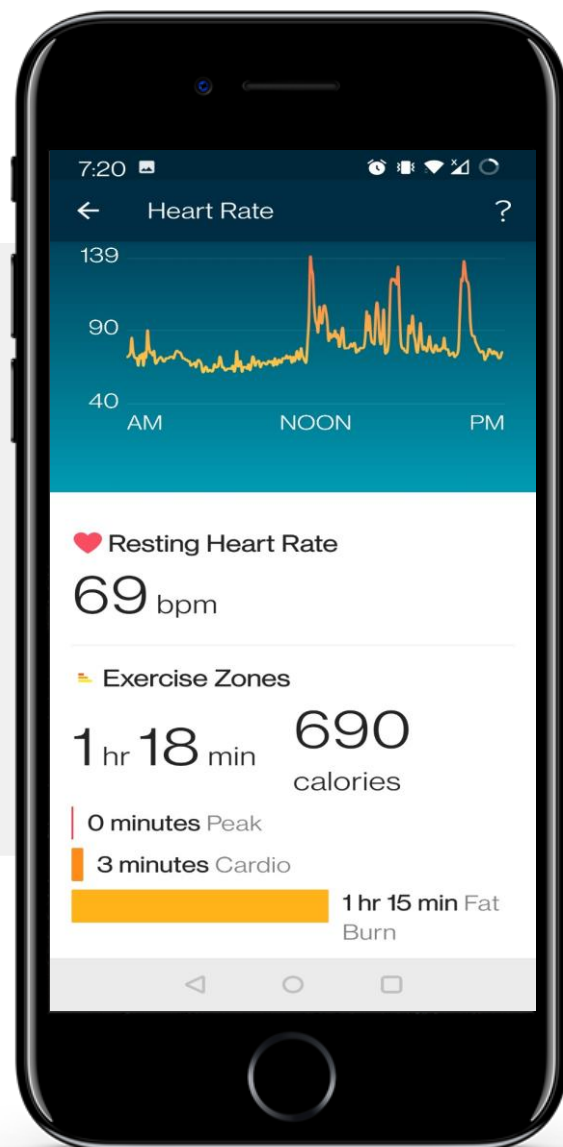 7:20
Heart Rate ?
139
90
40
AM NOON PM
Resting Heart Rate
69 bpm
Exercise Zones
1 hr 18 min 690
calories
0 minutes Peak
3 minutes Cardio
1 hr 15 min Fat
Burn